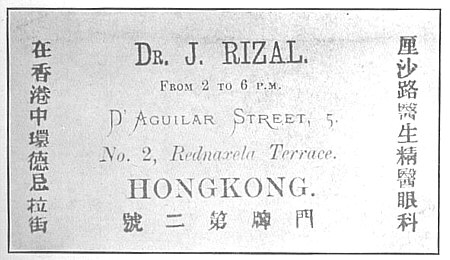 厘沙路醫生精醫眼科
DR. J. RIZAL.
FROM 2 TO 6 P.M.
D'AGUILAR STREET, 5.
No. 2, Rednaxela Terrace.
HONGKONG.
在香港中環德忌拉街
門牌第二號